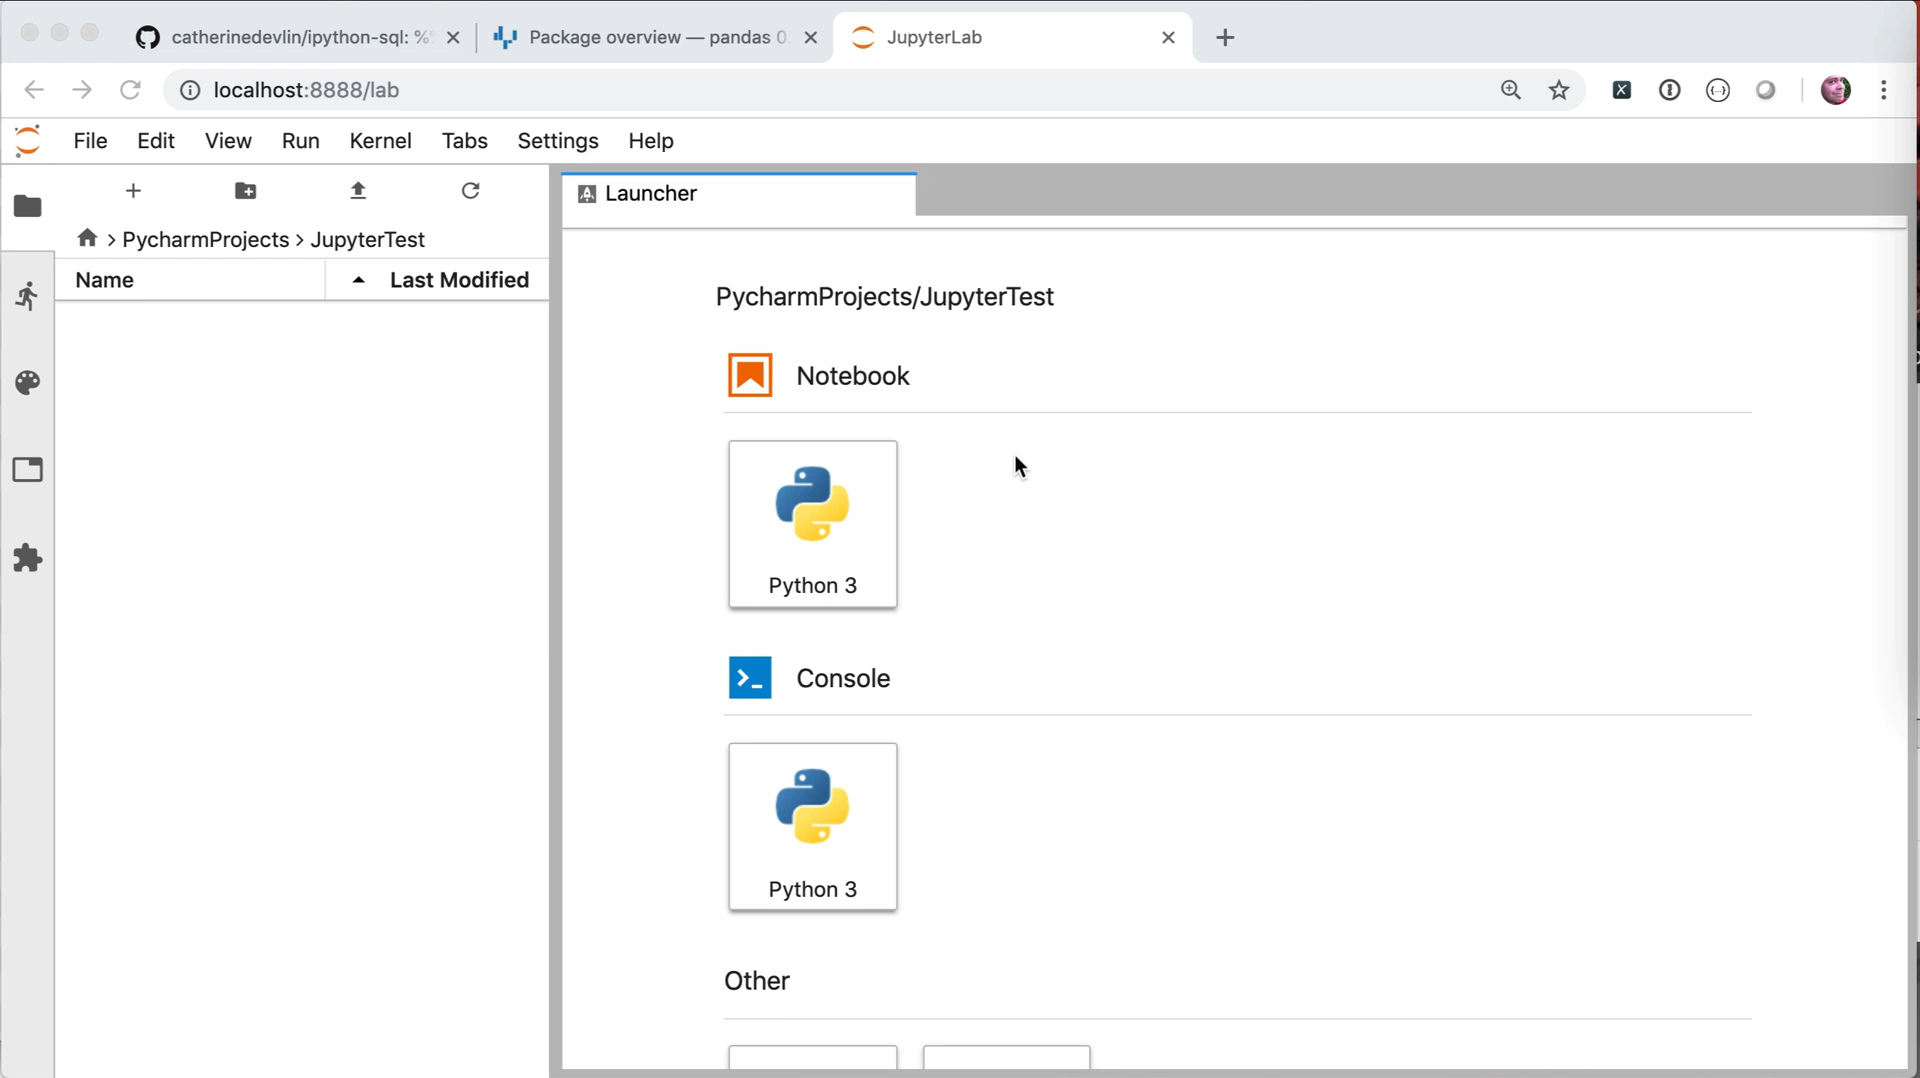 catherinedevlin/ipython-sql: %
Package overview — pandas 0.
JupyterLab
localhost:8888/lab
File Edit View Run Kernel Tabs Settings Help
Launcher
> PycharmProjects > JupyterTest
Name Last Modified
PycharmProjects/JupyterTest
Notebook
Python 3
Console
Python 3
Other